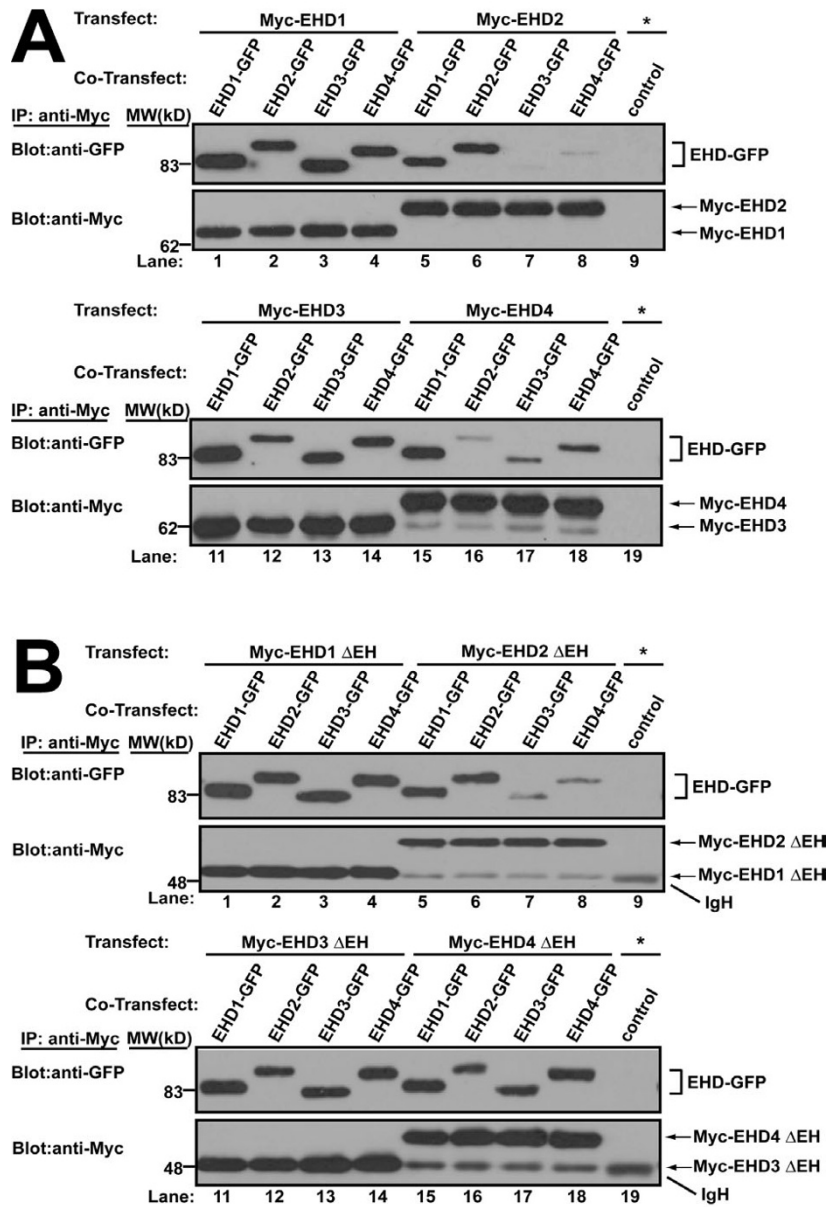 A
Transfect: Myc-EHD1 Myc-EHD2 *
Co-Transfect: EHD1-GFP EHD2-GFP EHD3-GFP EHD4-GFP EHD1-GFP EHD2-GFP EHD3-GFP EHD4-GFP control
IP: anti-Myc MW(kD)
Blot:anti-GFP 83 EHD-GFP
Blot:anti-Myc Myc-EHD2
Myc-EHD1
62
Lane: 1 2 3 4 5 6 7 8 9
Transfect: Myc-EHD3 Myc-EHD4 *
Co-Transfect: EHD1-GFP EHD2-GFP EHD3-GFP EHD4-GFP EHD1-GFP EHD2-GFP EHD3-GFP EHD4-GFP control
IP: anti-Myc MW(kD)
Blot:anti-GFP 83 EHD-GFP
Blot:anti-Myc Myc-EHD4
62 Myc-EHD3
Lane: 11 12 13 14 15 16 17 18 19
B
Transfect: Myc-EHD1 ΔEH Myc-EHD2 ΔEH *
Co-Transfect: EHD1-GFP EHD2-GFP EHD3-GFP EHD4-GFP EHD1-GFP EHD2-GFP EHD3-GFP EHD4-GFP control
IP: anti-Myc MW(kD)
Blot:anti-GFP 83 EHD-GFP
Blot:anti-Myc Myc-EHD2 ΔEH
48 Myc-EHD1 ΔEH
IgH
Lane: 1 2 3 4 5 6 7 8 9
Transfect: Myc-EHD3 ΔEH Myc-EHD4 ΔEH *
Co-Transfect: EHD1-GFP EHD2-GFP EHD3-GFP EHD4-GFP EHD1-GFP EHD2-GFP EHD3-GFP EHD4-GFP control
IP: anti-Myc MW(kD)
Blot:anti-GFP 83 EHD-GFP
Blot:anti-Myc Myc-EHD4 ΔEH
48 Myc-EHD3 ΔEH
IgH
Lane: 11 12 13 14 15 16 17 18 19